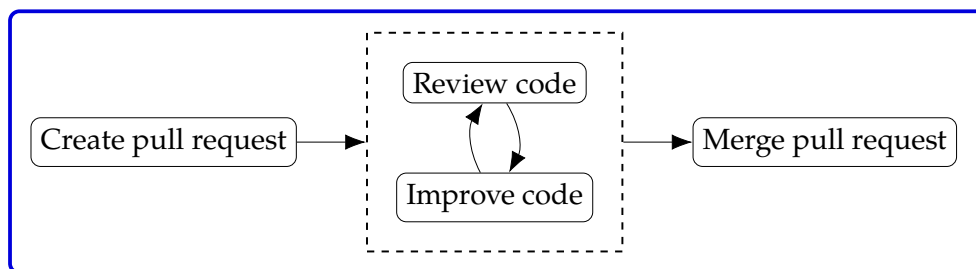 Create pull request
Review code
Improve code
Merge pull request